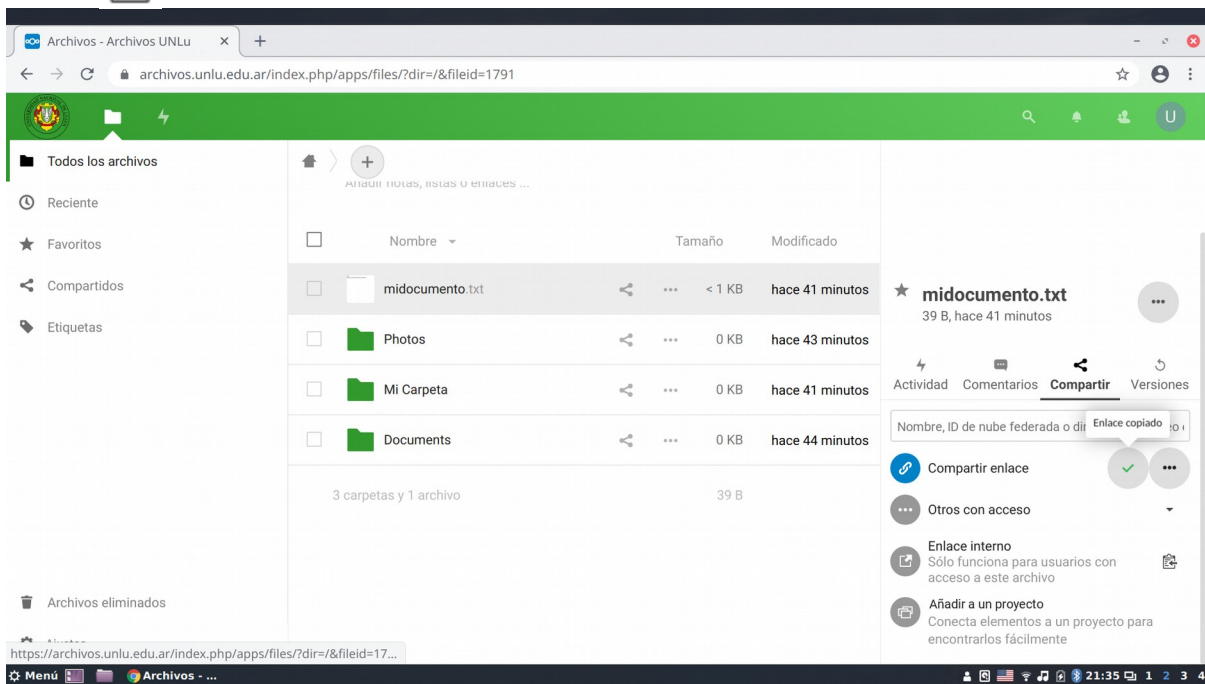 Archivos - Archivos UNLu
archivos.unlu.edu.ar/index.php/apps/files/?dir=/&fileid=1791
U
Todos los archivos
Reciente
Favoritos
Compartidos
Etiquetas
Archivos eliminados
Ajustes
https://archivos.unlu.edu.ar/index.php/apps/files/?dir=/&fileid=17...
Añadir notas, listas o enlaces ...
Nombre Tamaño Modificado
midocumento.txt < 1 KB hace 41 minutos
Photos 0 KB hace 43 minutos
Mi Carpeta 0 KB hace 41 minutos
Documents 0 KB hace 44 minutos
3 carpetas y 1 archivo 39 B
midocumento.txt
39 B, hace 41 minutos
Actividad Comentarios Compartir Versiones
Nombre, ID de nube federada o
Enlace copiado
Compartir enlace
Otros con acceso
Enlace interno
Sólo funciona para usuarios con
acceso a este archivo
Añadir a un proyecto
Conecta elementos a un proyecto para
encontrarlos fácilmente
Menú Archivos - ... 21:35 1 2 3 4